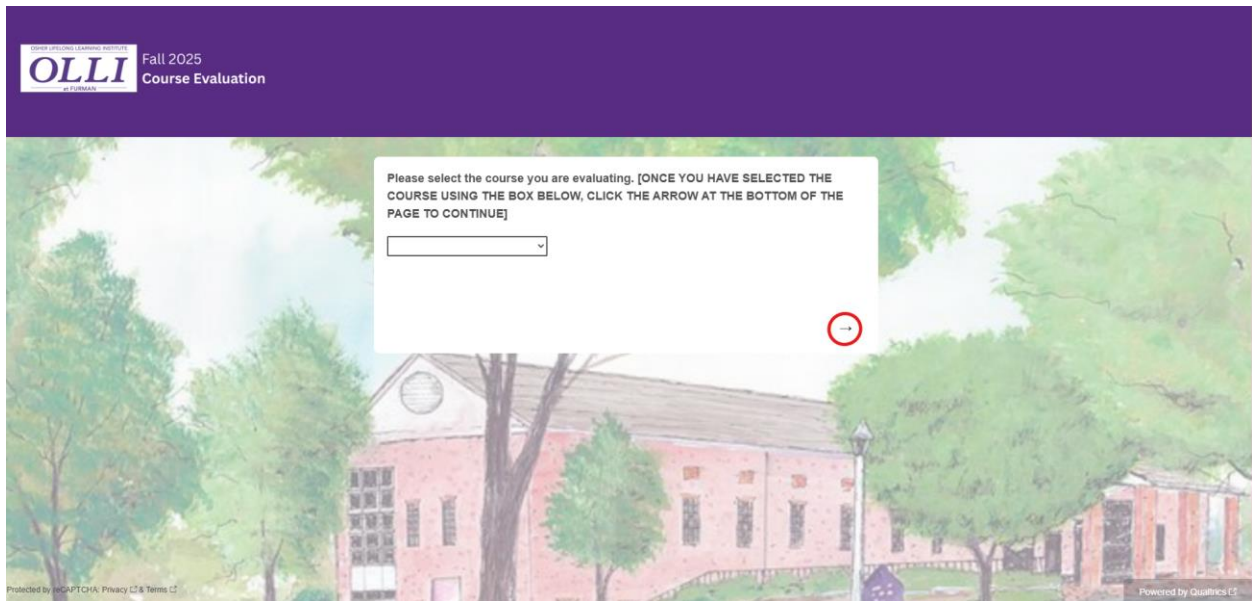 OSHER LIFELONG LEARNING INSTITUTE
OLLI
at FURMAN
Fall 2025
Course Evaluation
Please select the course you are evaluating. [ONCE YOU HAVE SELECTED THE
COURSE USING THE BOX BELOW, CLICK THE ARROW AT THE BOTTOM OF THE
PAGE TO CONTINUE]
→
Protected by reCAPTCHA: Privacy & Terms
Powered by Qualtrics